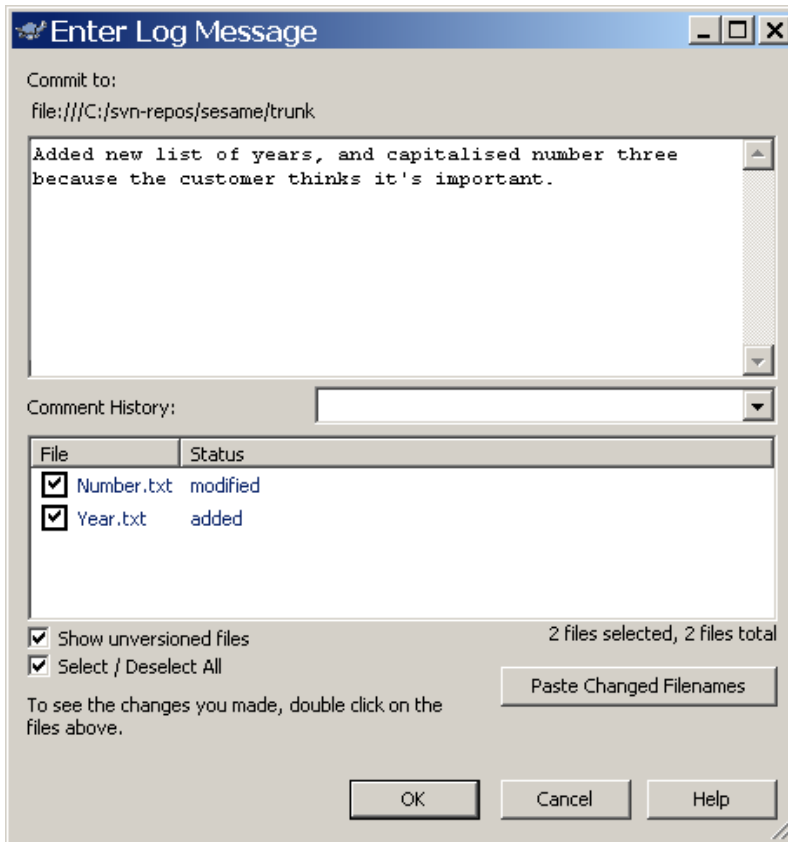 Enter Log Message
Commit to:
file:///C:/svn-repos/sesame/trunk
Added new list of years, and capitalised number three
because the customer thinks it's important.
Comment History:
File Status
Number.txt modified
Year.txt added
Show unversioned files
2 files selected, 2 files total
Select / Deselect All
Paste Changed Filenames
To see the changes you made, double click on the
files above.
OK Cancel Help